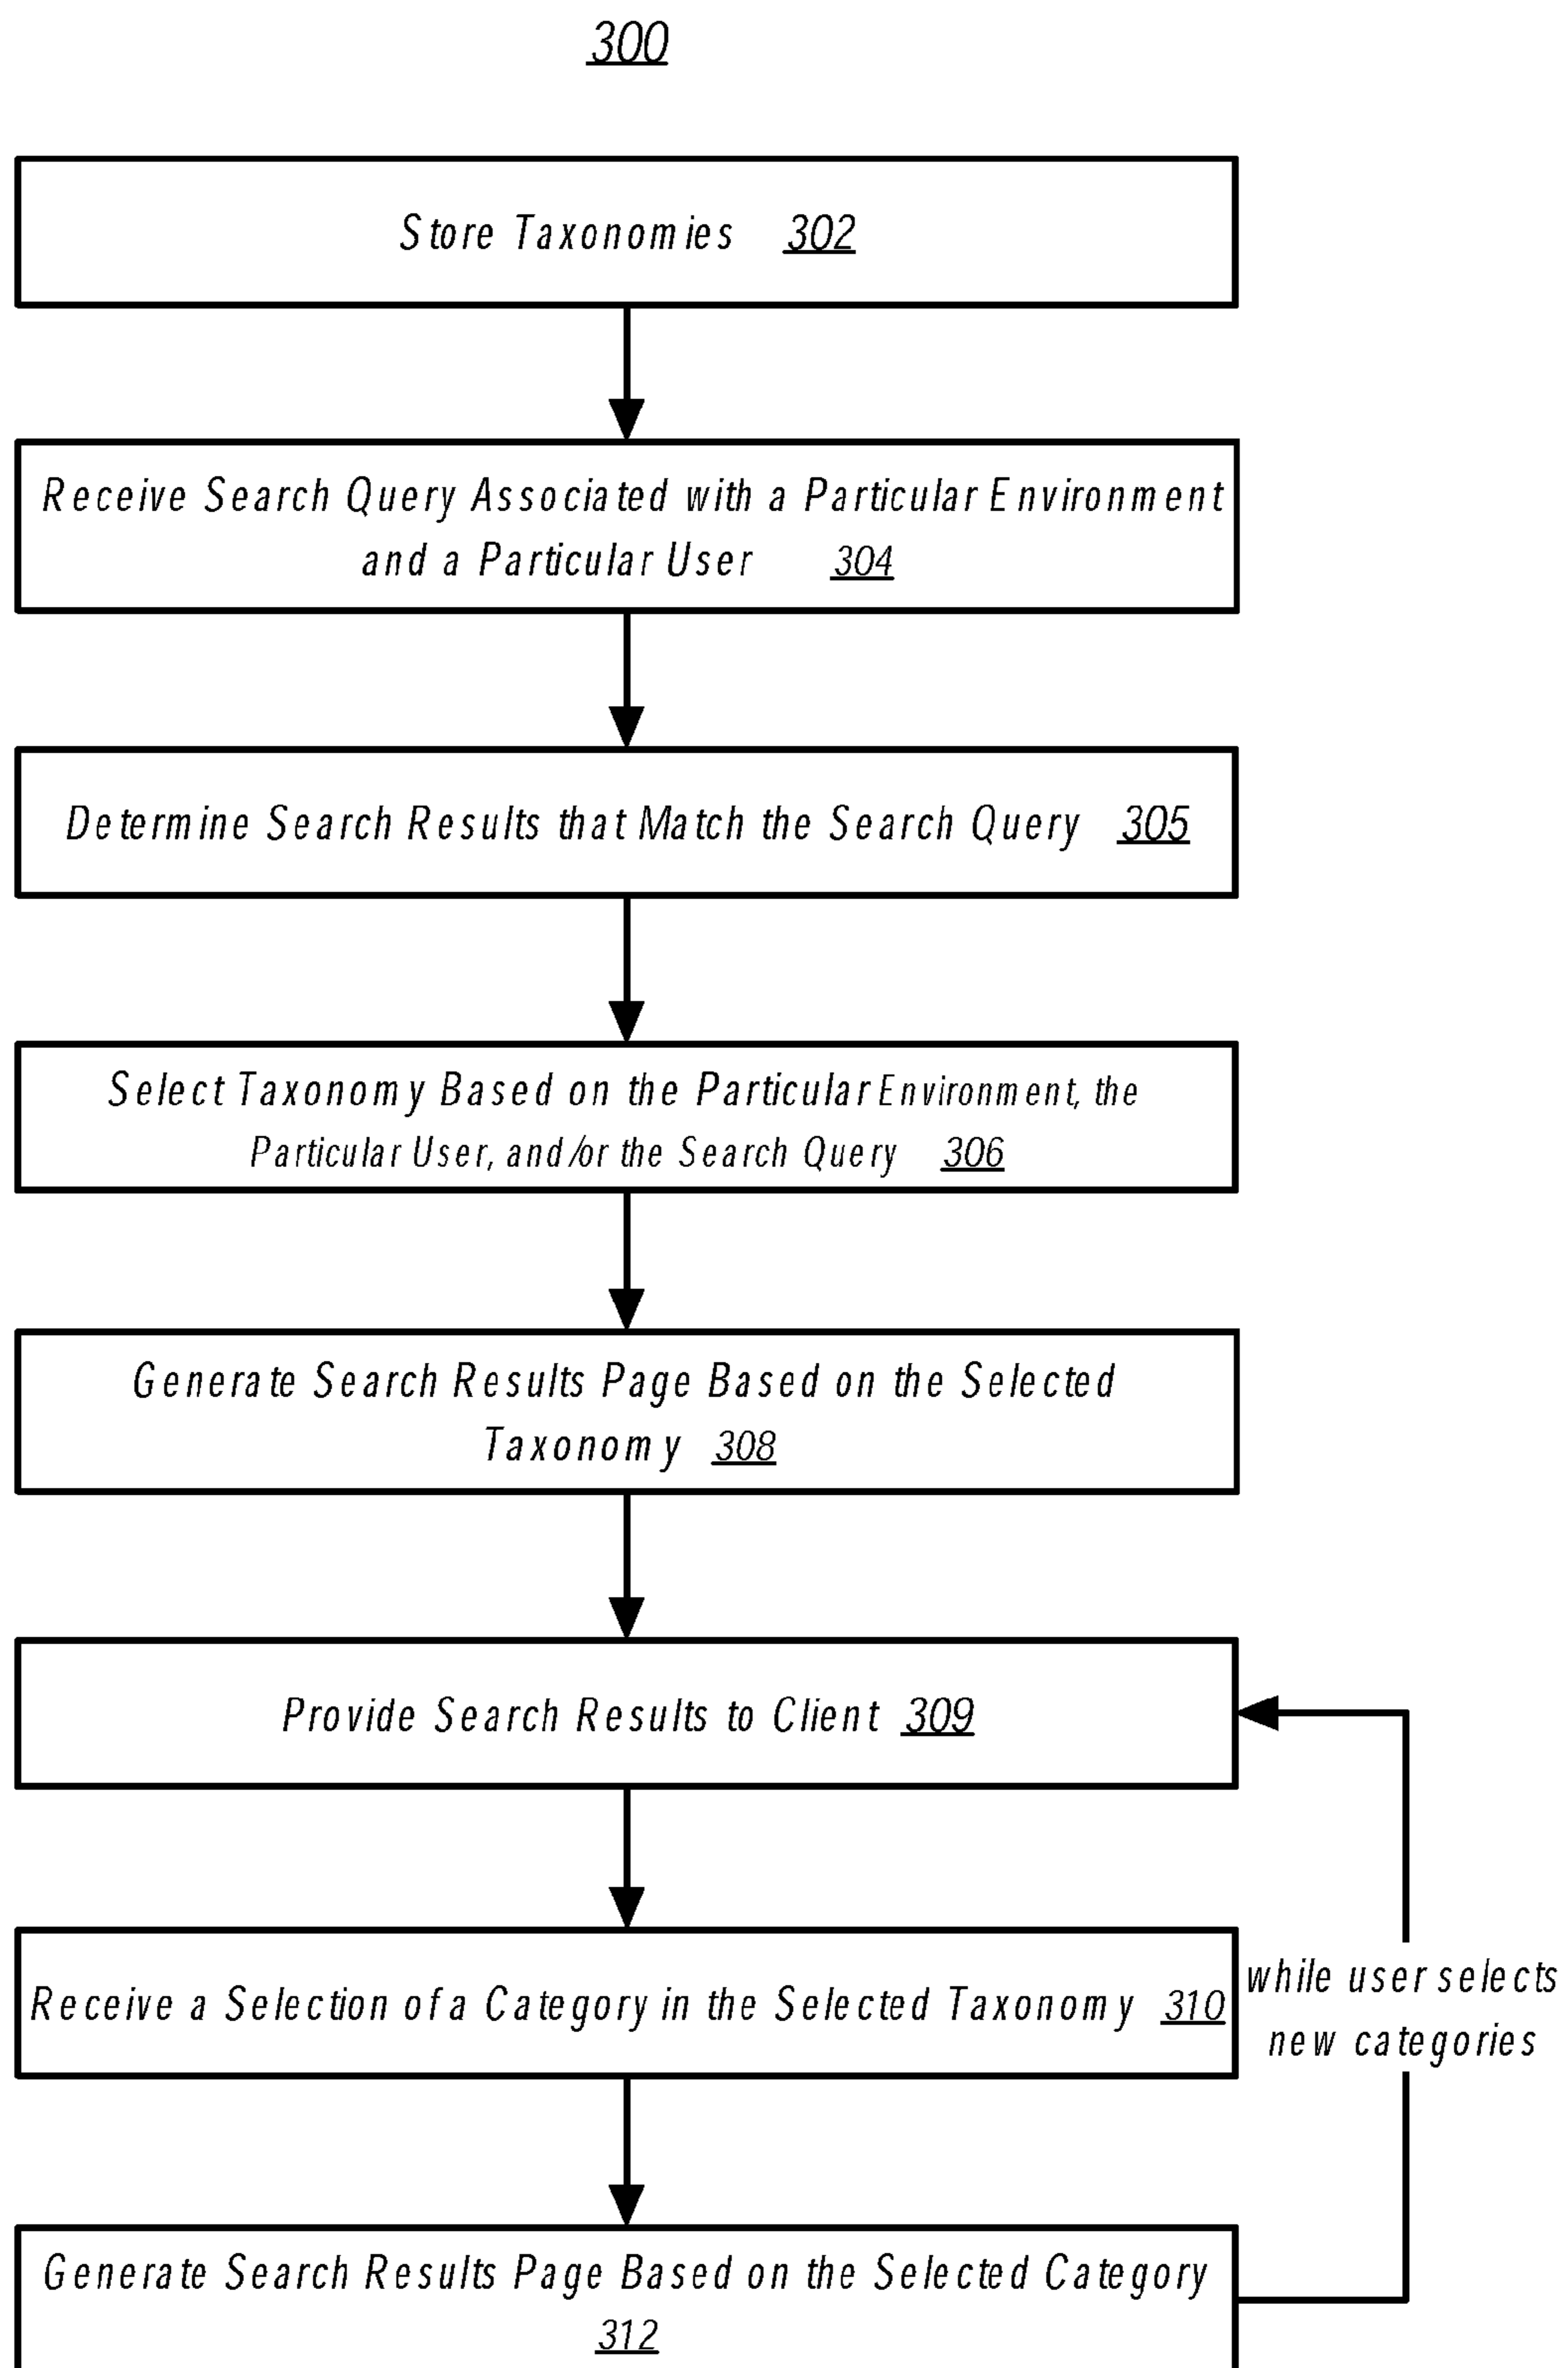 300
Store Taxonomies 302
Receive Search Query Associated with a Particular Environment
and a Particular User 304
Determine Search Results that Match the Search Query 305
Select Taxonomy Based on the Particular Environment, the
Particular User, and/or the Search Query 306
Generate Search Results Page Based on the Selected
Taxonomy 308
Provide Search Results to Client 309
Receive a Selection of a Category in the Selected Taxonomy 310
while user selects
new categories
Generate Search Results Page Based on the Selected Category
312